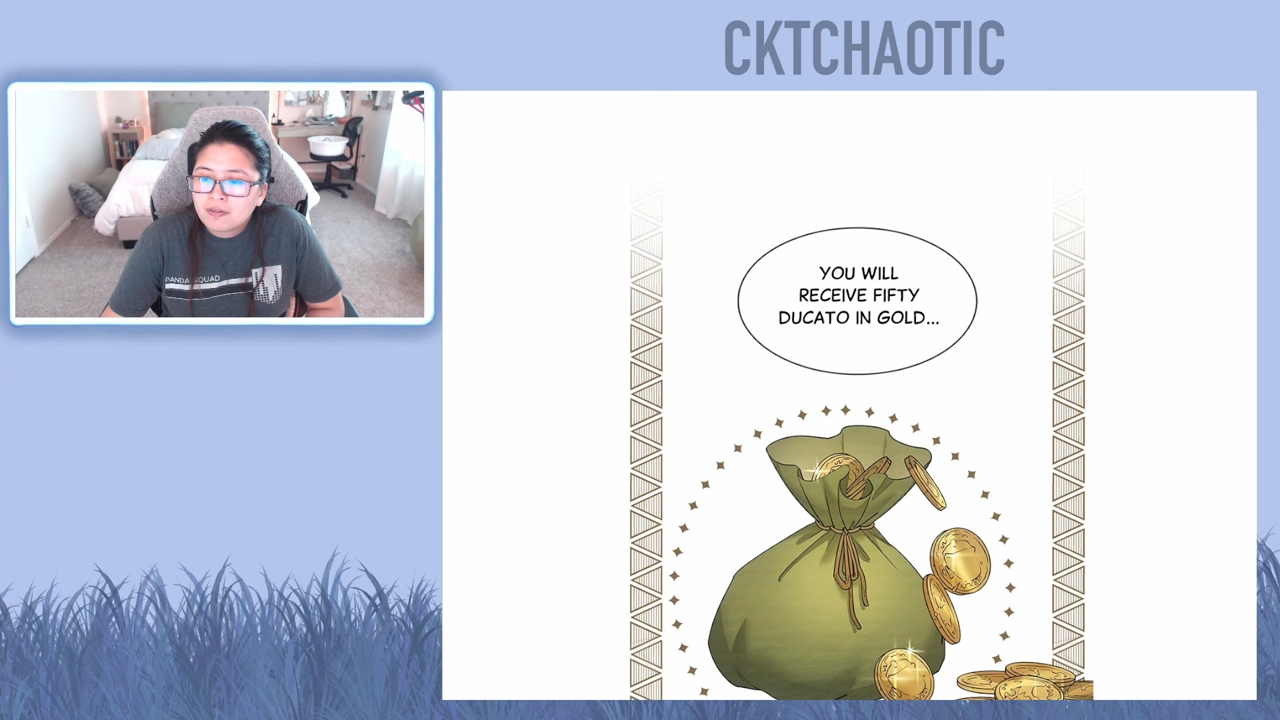 CKTCHAOTIC
PANDA SQUAD
YOU WILL
RECEIVE FIFTY
DUCATO IN GOLD...